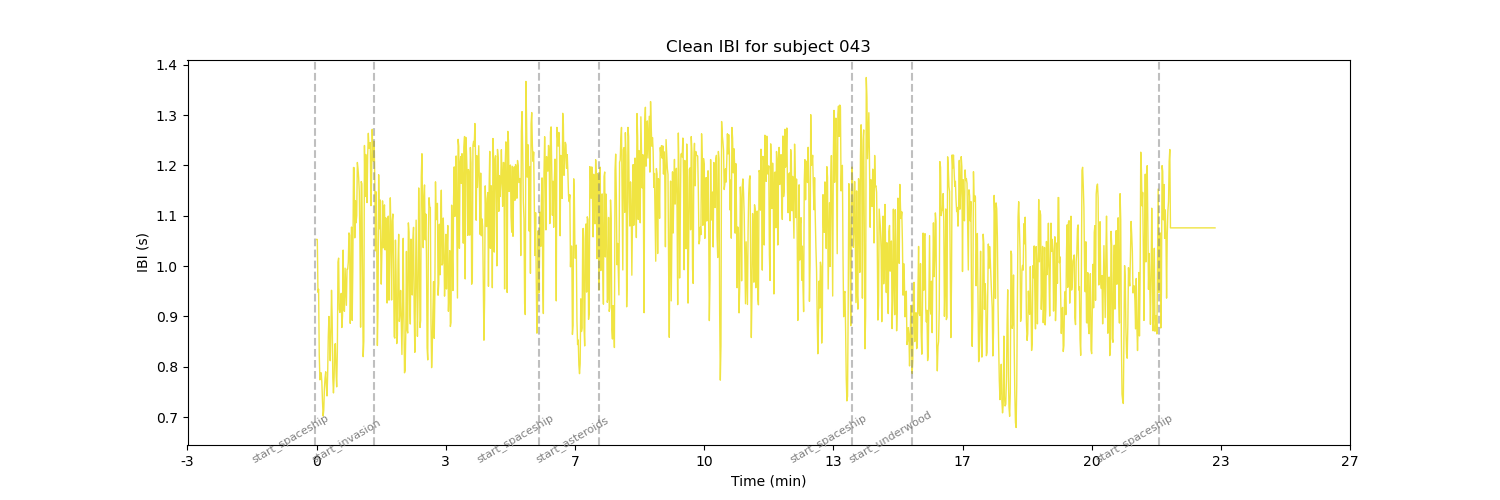 Clean IBI for subject 043
IBI (s)
1.4
1.3
1.2
1.1
1.0
0.9
0.8
0.7
start_spaceship
start_invasion
start_spaceship
start_asteroids
start_spaceship
start_underwood
start_spaceship
-3
0
3
7
10
13
17
20
23
27
Time (min)